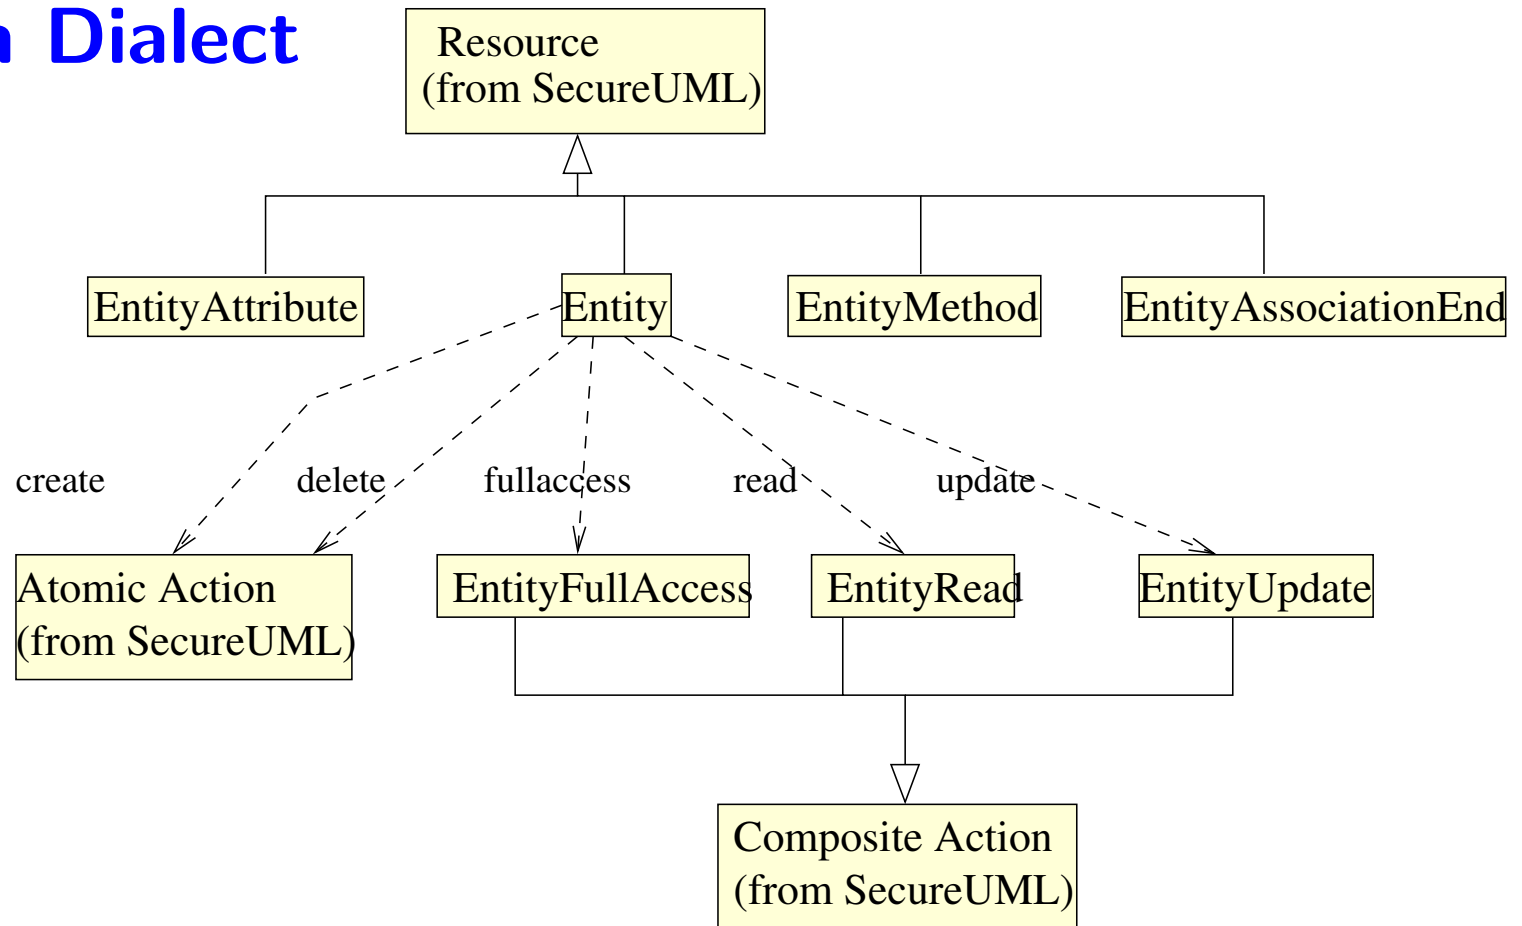 n Dialect
Resource
(from SecureUML)
EntityAttribute
Entity
EntityMethod
EntityAssociationEnd
create
delete
fullaccess
read
update
Atomic Action
(from SecureUML)
EntityFullAccess
EntityRead
EntityUpdate
Composite Action
(from SecureUML)